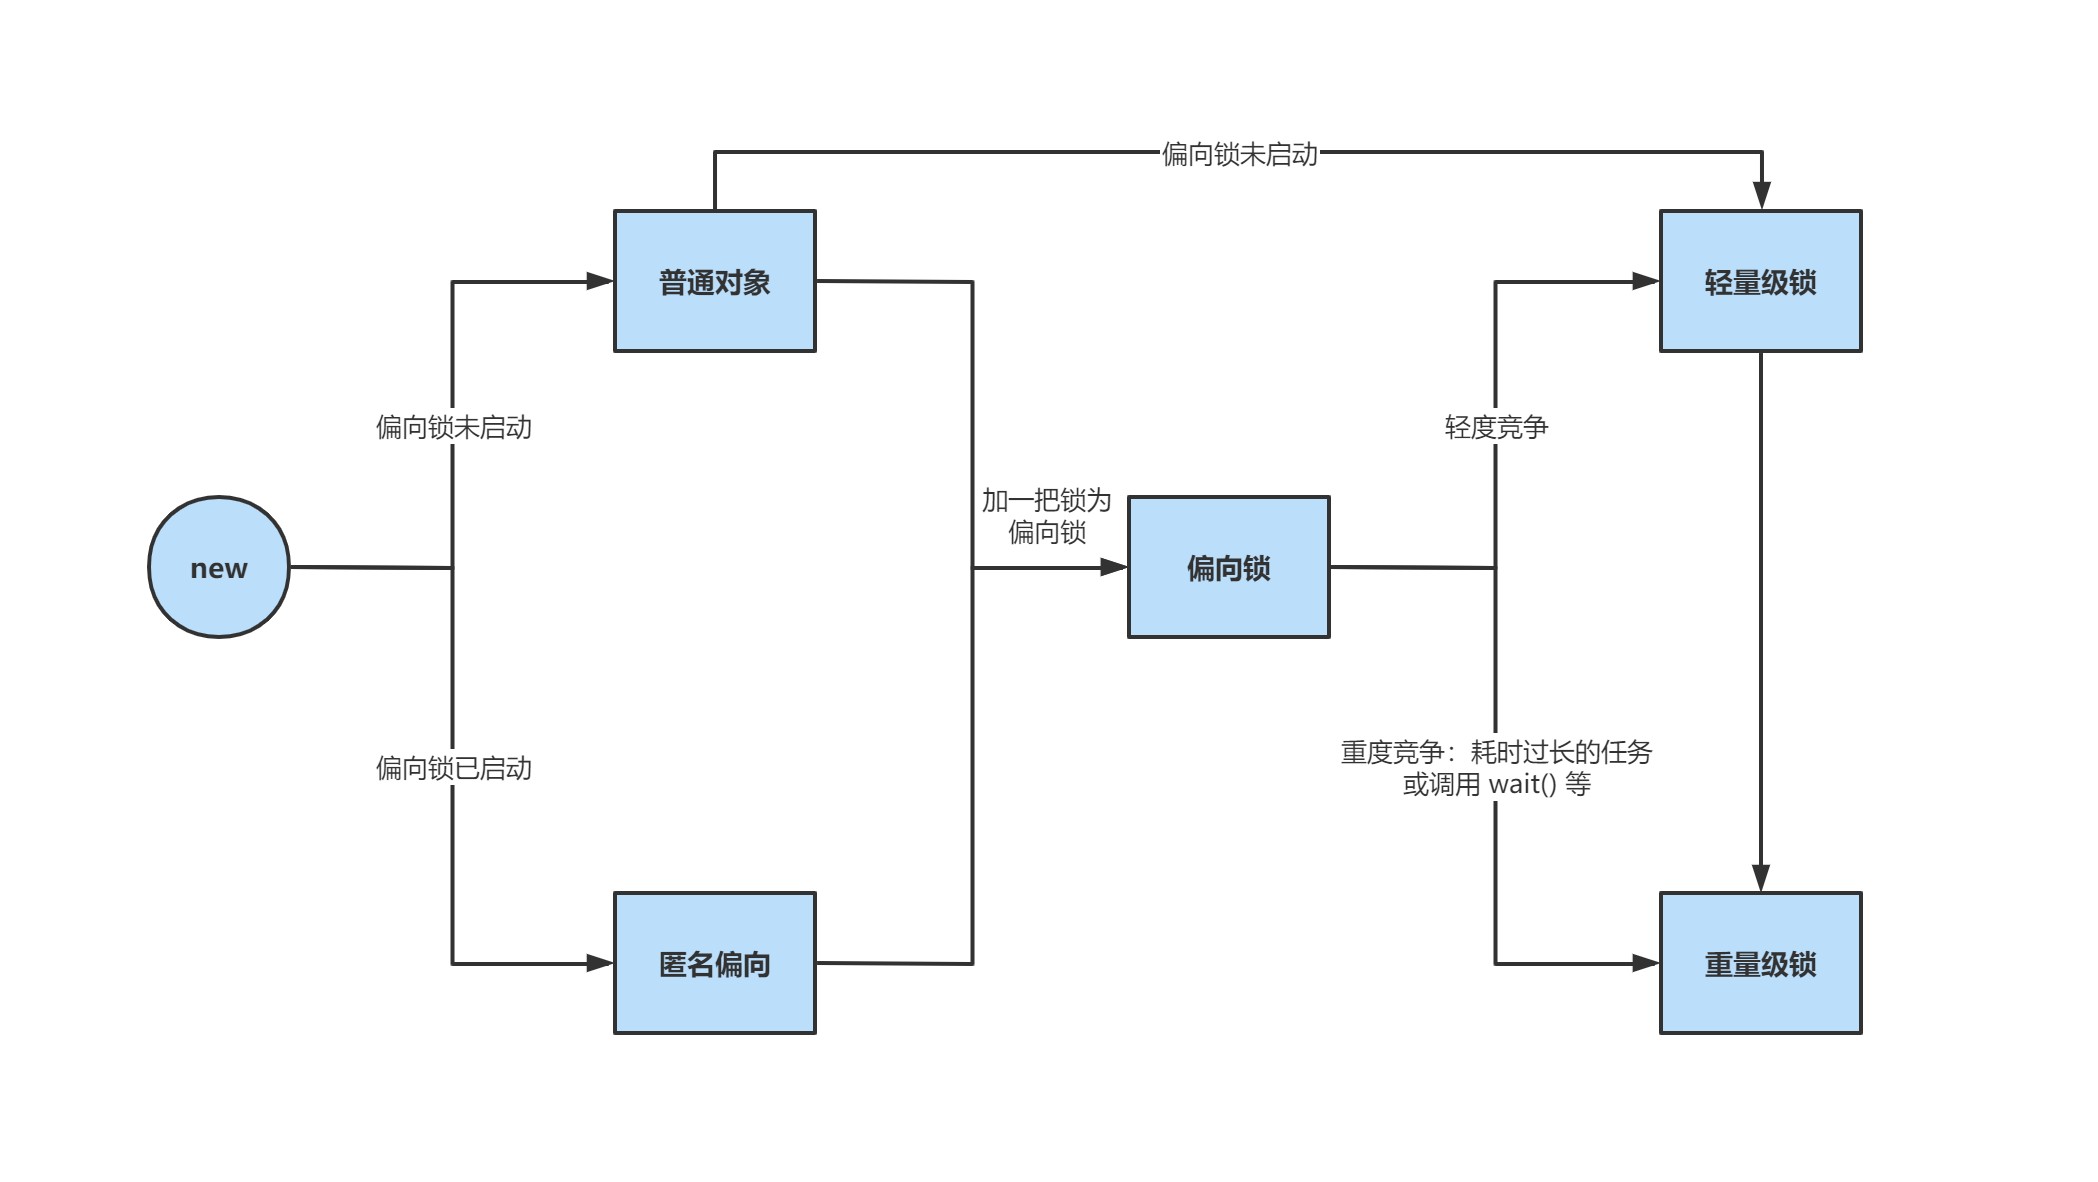 偏向锁未启动
普通对象
轻量级锁
偏向锁未启动
轻度竞争
加一把锁为
偏向锁
new
偏向锁
偏向锁已启动
重度竞争：耗时过长的任务
或调用 wait() 等
匿名偏向
重量级锁